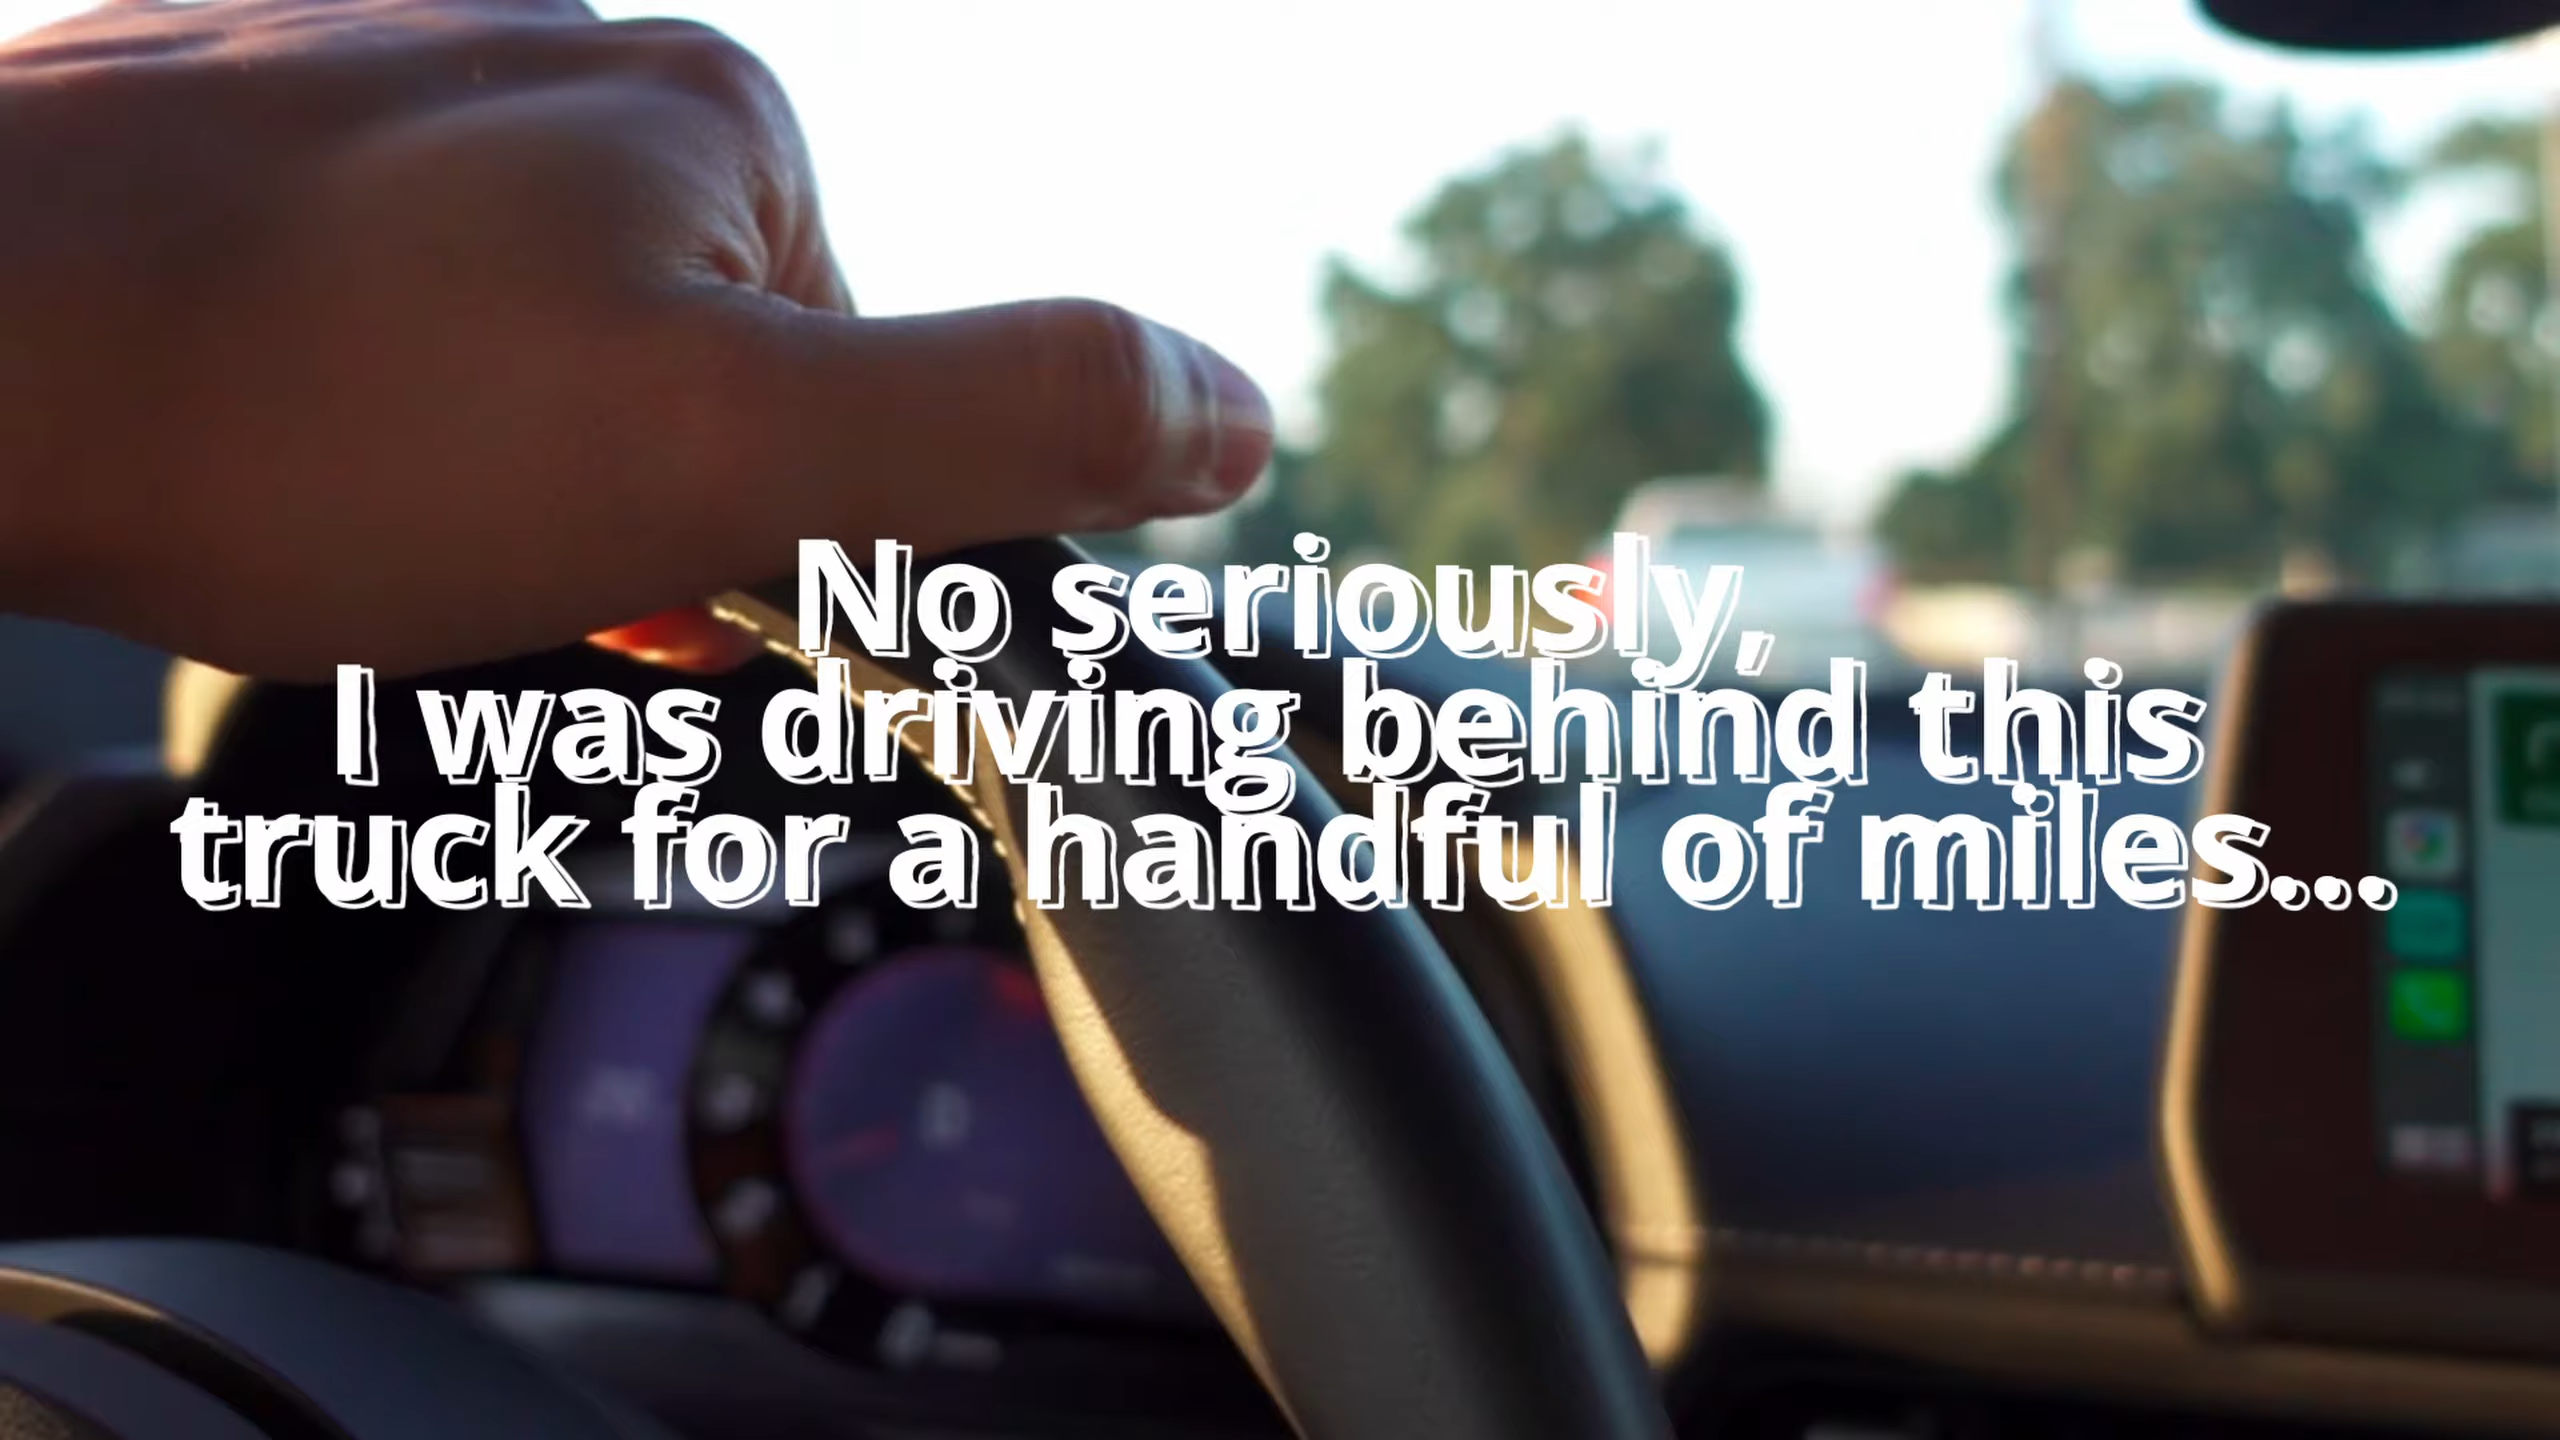 No seriously,
I was driving behind this
truck for a handful of miles...